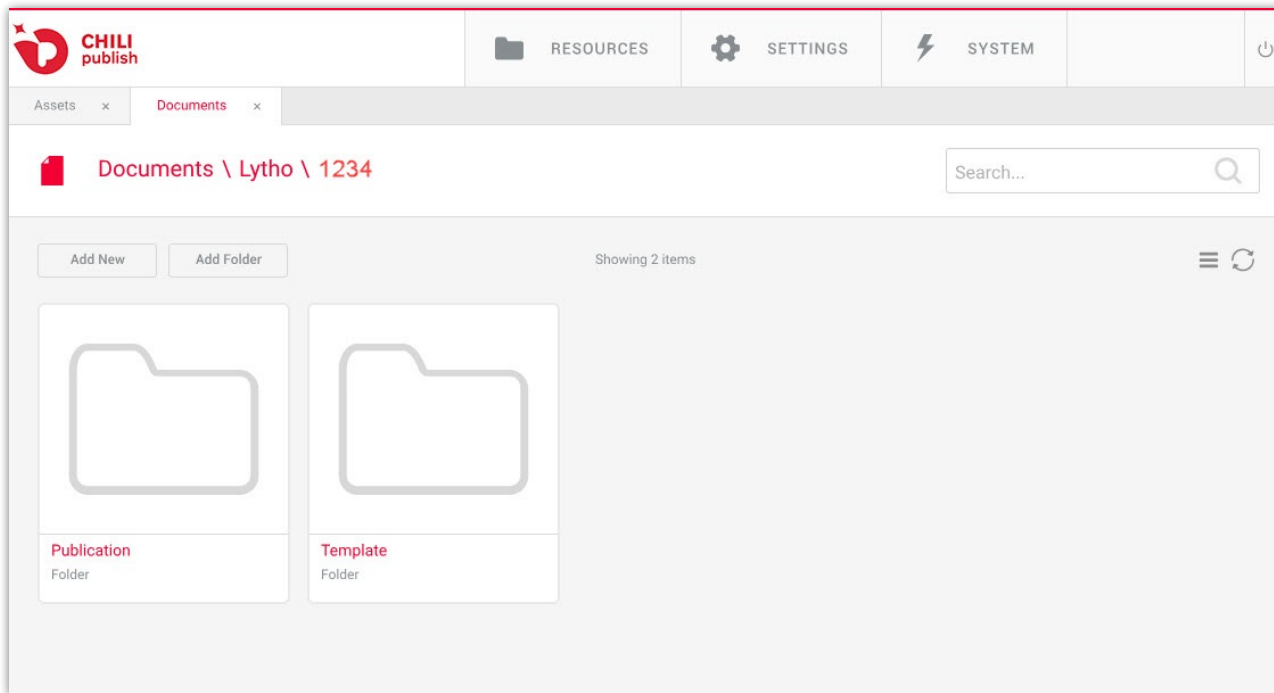 CHILI
publish
RESOURCES
SETTINGS
SYSTEM
Assets ×
Documents ×
Documents \ Lytho \ 1234
Search...
Add New
Add Folder
Showing 2 items
Publication
Folder
Template
Folder